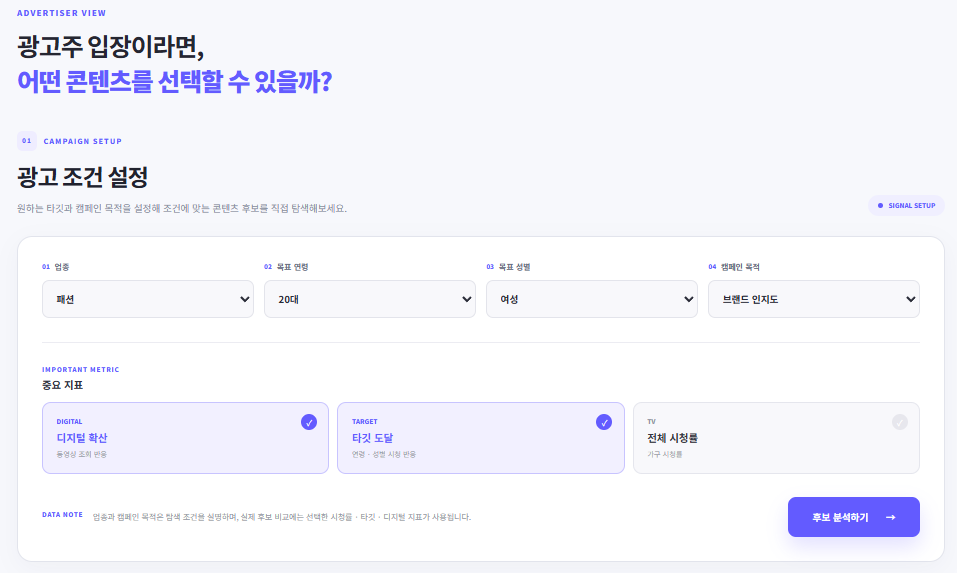 ADVERTISER VIEW
광고주 입장이라면,
어떤 콘텐츠를 선택할 수 있을까?
01 CAMPAIGN SETUP
광고 조건 설정
원하는 타깃과 캠페인 목적을 설정해 조건에 맞는 콘텐츠 후보를 직접 탐색해보세요.
SIGNAL SETUP
01 업종
02 목표 연령
03 목표 성별
04 캠페인 목적
패션
20대
여성
브랜드 인지도
IMPORTANT METRIC
중요 지표
DIGITAL
디지털 확산
동영상 조회 반응
TARGET
타깃 도달
연령 · 성별 시청 반응
TV
전체 시청률
가구 시청률
DATA NOTE 업종과 캠페인 목적은 탐색 조건을 설명하며, 실제 후보 비교에는 선택한 시청률 · 타깃 · 디지털 지표가 사용됩니다.
후보 분석하기 →